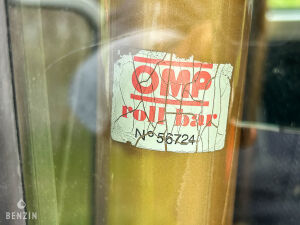 OMP
roll bar
N° 56724
BENZIN